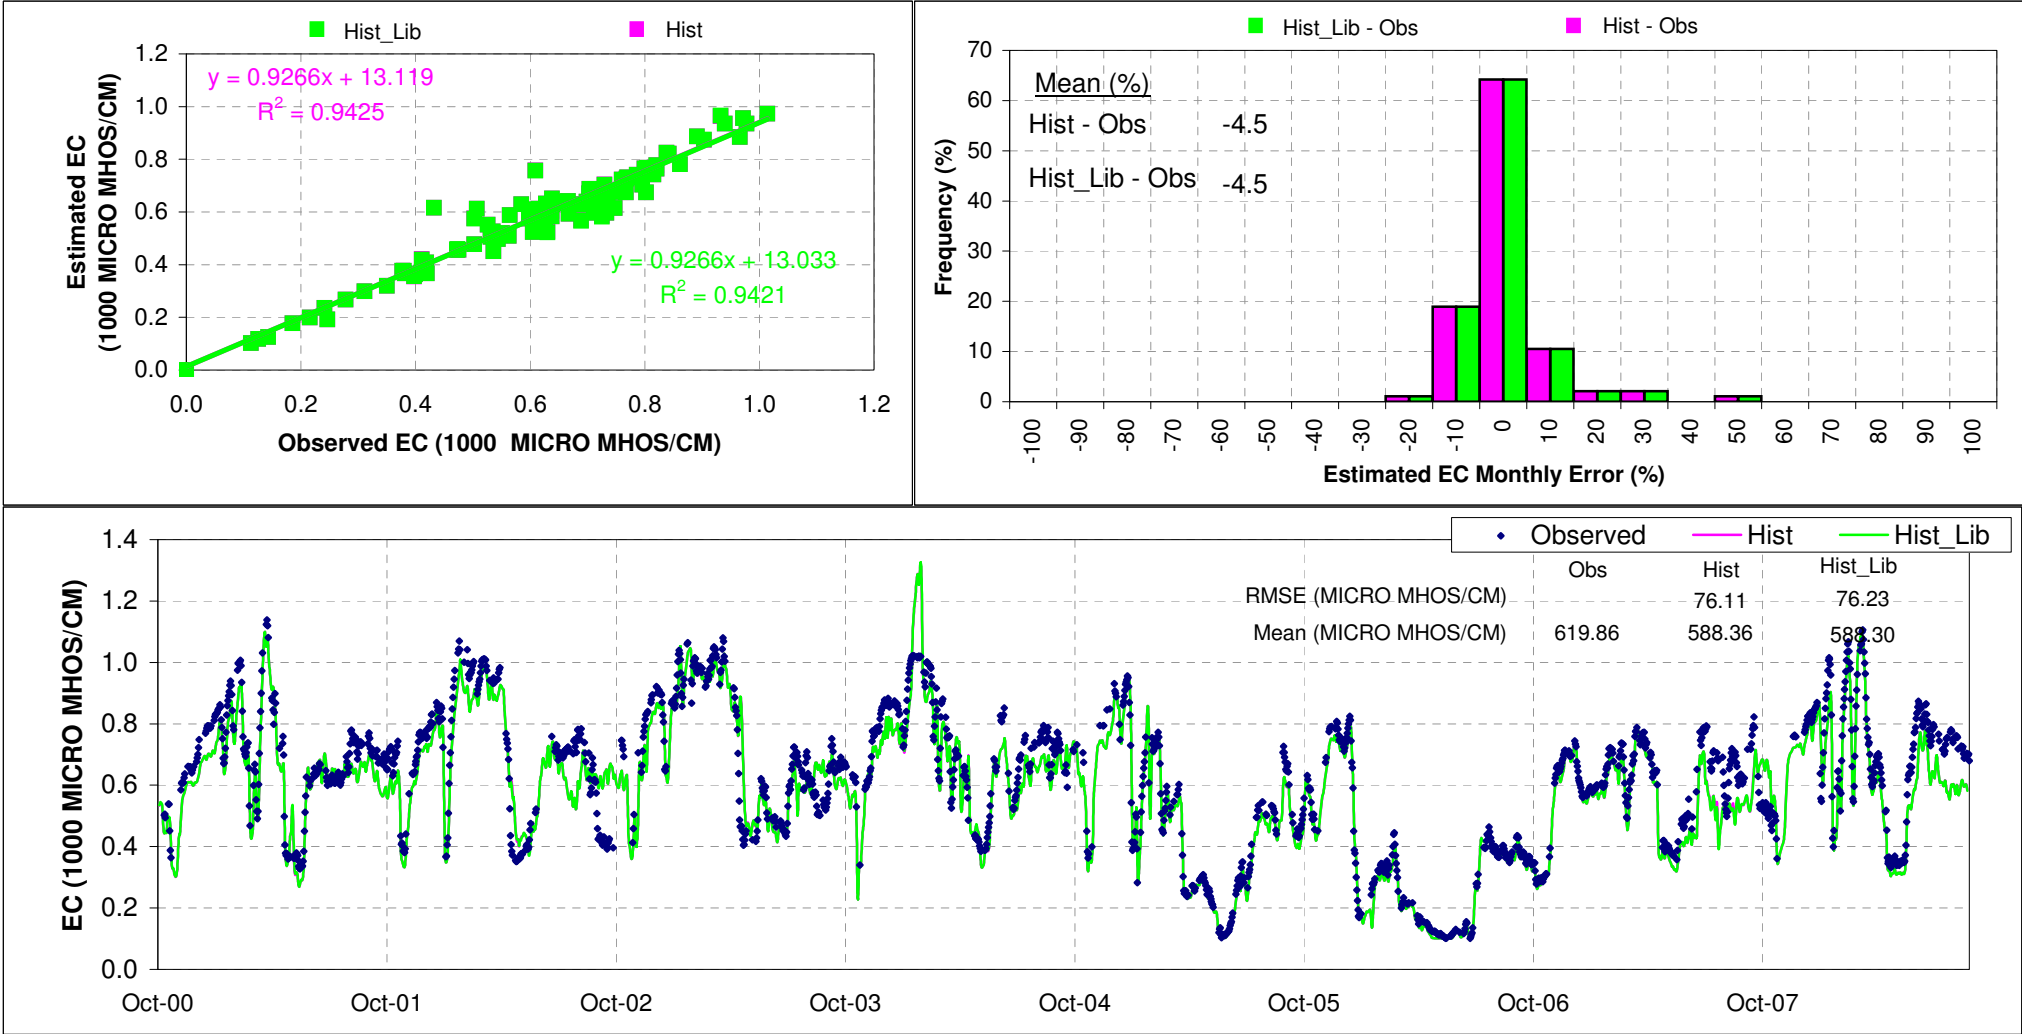 Hist_Lib Hist
1.2
1.0
0.8
0.6
0.4
0.2
0.0
y = 0.9266x + 13.119
R2 = 0.9425
y = 0.9266x + 13.033
R2 = 0.9421
Estimated EC
(1000 MICRO MHOS/CM)
0.0 0.2 0.4 0.6 0.8 1.0 1.2
Observed EC (1000 MICRO MHOS/CM)
Hist_Lib - Obs Hist - Obs
70
60
50
40
30
20
10
0
Frequency (%)
Mean (%)
Hist - Obs -4.5
Hist_Lib - Obs -4.5
-100 -90 -80 -70 -60 -50 -40 -30 -20 -10 0 10 20 30 40 50 60 70 80 90 100
Estimated EC Monthly Error (%)
Observed Hist Hist_Lib
Obs Hist Hist_Lib
RMSE (MICRO MHOS/CM) 76.11 76.23
Mean (MICRO MHOS/CM) 619.86 588.36 588.30
1.4
1.2
1.0
0.8
0.6
0.4
0.2
0.0
EC (1000 MICRO MHOS/CM)
Oct-00 Oct-01 Oct-02 Oct-03 Oct-04 Oct-05 Oct-06 Oct-07